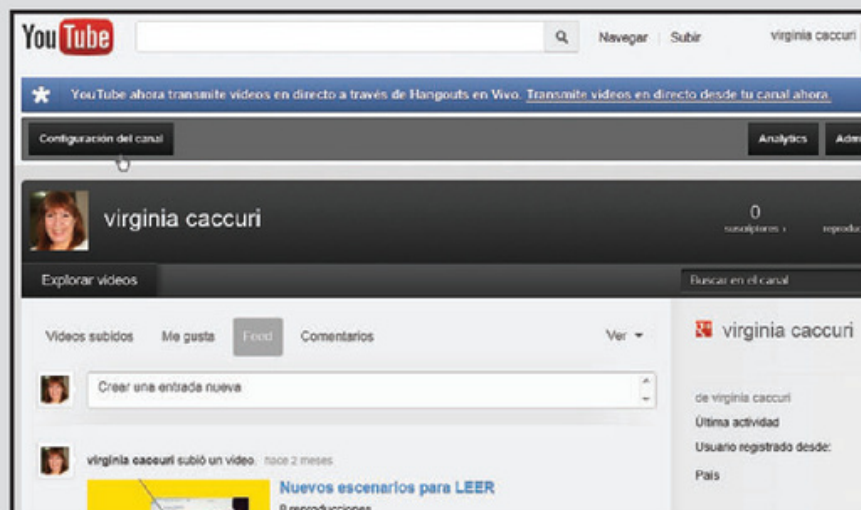 YouTube
Navegar Subir virginia caccuri
YouTube ahora transmite videos en directo a través de Hangouts en Vivo. Transmite videos en directo desde tu canal ahora.
Configuración del canal Analytics
virginia caccuri
0
suscriptores
Explorar videos Buscar en el canal
Videos subidos Me gusta Feed Comentarios Ver
virginia caccuri
Crear una entrada nueva
de virginia caccuri
Última actividad
Usuario registrado desde:
País
virginia caccuri subió un video. hace 2 meses
Nuevos escenarios para LEER
reproducciones